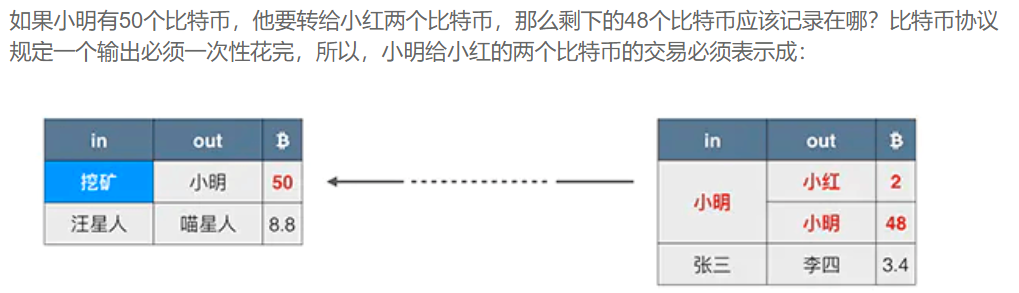 如果小明有50个比特币，他要转给小红两个比特币，那么剩下的48个比特币应该记录在哪？比特币协议
规定一个输出必须一次性花完，所以，小明给小红的两个比特币的交易必须表示成：
in out ₿
挖矿 小明 50
汪星人 喵星人 8.8
in out ₿
小明 小红 2
小明 48
张三 李四 3.4